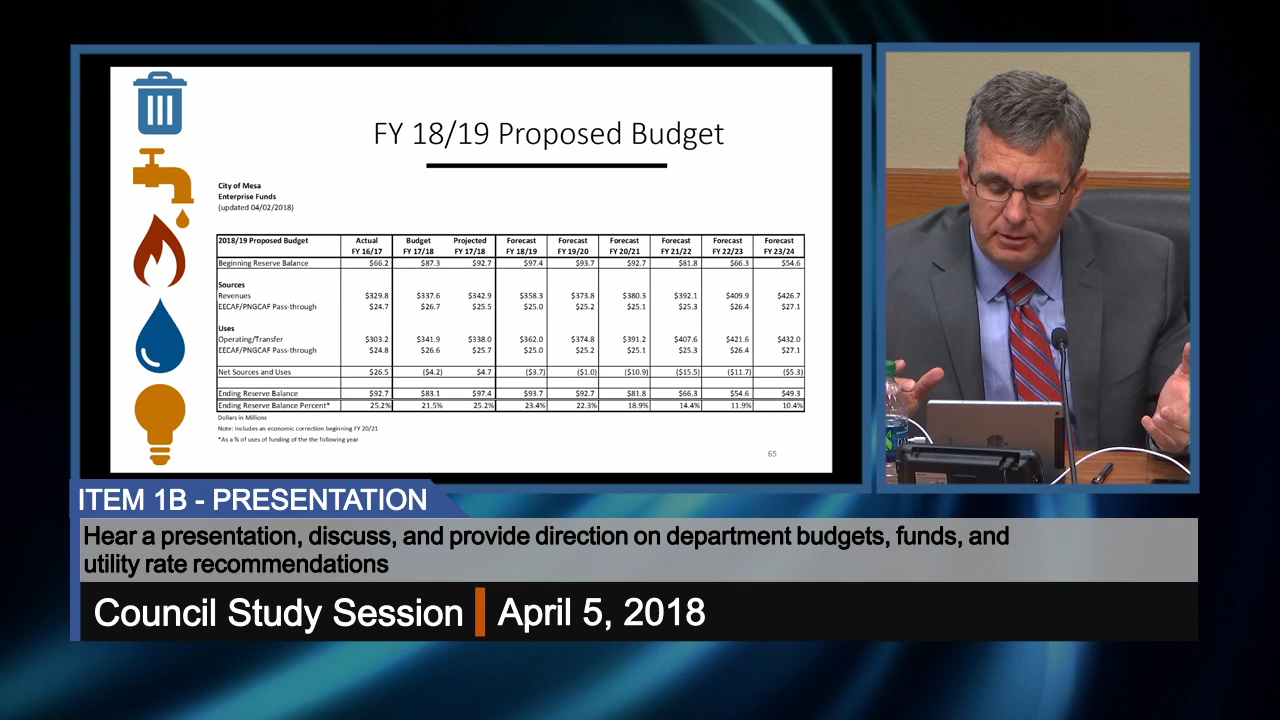 FY 18/19 Proposed Budget
City of Mesa
Enterprise Funds
(updated 04/02/2018)
2018/19 Proposed Budget Actual FY 16/17 Budget FY 17/18 Projected FY 17/18 Forecast FY 18/19 Forecast FY 19/20 Forecast FY 20/21 Forecast FY 21/22 Forecast FY 22/23 Forecast FY 23/24
Beginning Reserve Balance $66.2 $87.3 $92.7 $97.4 $93.7 $92.7 $81.8 $66.3 $54.6
Sources
Revenues $329.8 $337.6 $342.9 $358.3 $373.8 $380.3 $392.1 $409.9 $426.7
EECAF/PNGCAF Pass-through $24.7 $26.7 $25.5 $25.0 $25.2 $25.1 $25.3 $26.4 $27.1
Uses
Operating/Transfer $303.2 $341.9 $338.0 $362.0 $374.8 $391.2 $407.6 $421.6 $432.0
EECAF/PNGCAF Pass-through $24.8 $26.6 $25.7 $25.0 $25.2 $25.1 $25.3 $26.4 $27.1
Net Sources and Uses $26.5 ($4.2) $4.7 ($3.7) ($1.0) ($10.9) ($15.5) ($11.7) ($5.3)
Ending Reserve Balance $92.7 $83.1 $97.4 $93.7 $92.7 $81.8 $66.3 $54.6 $49.3
Ending Reserve Balance Percent* 25.2% 21.5% 25.2% 23.4% 22.3% 18.9% 14.4% 11.9% 10.4%
Dollars in Millions
Note: Includes an economic correction beginning FY 20/21
*As a % of uses of funding of the the following year
65
ITEM 1B - PRESENTATION
Hear a presentation, discuss, and provide direction on department budgets, funds, and
utility rate recommendations
Council Study Session April 5, 2018